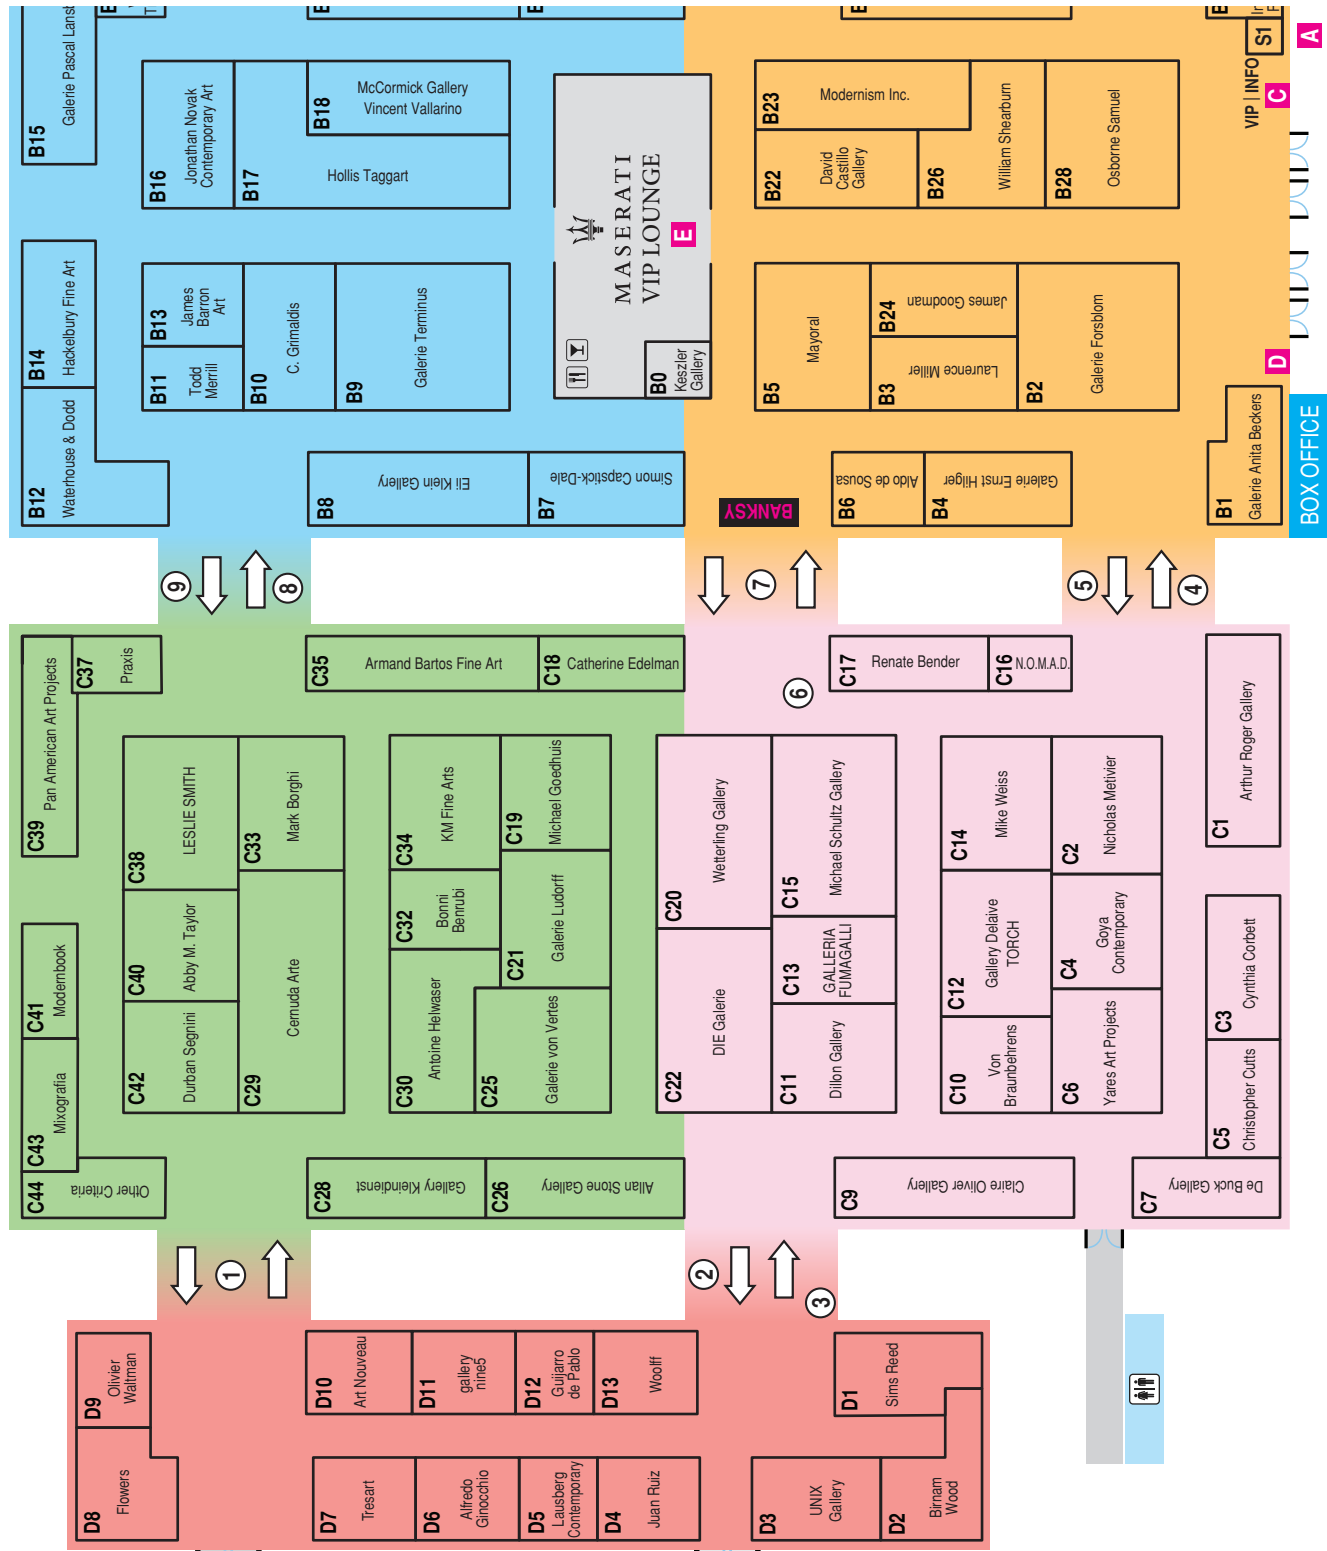 B15
Galerie Pascal Lansb
T
S1
A
VIP | INFO
C
B16
Jonathan Novak
Contemporary Art
B17
Hollis Taggart
B18
McCormick Gallery
Vincent Vallarino
MASERATI
VIP LOUNGE
E
B0
Keszler
Gallery
B23
Modernism Inc.
B22
David
Castillo
Gallery
B26
William Shearburn
B28
Osborne Samuel
B14
Hackelbury Fine Art
B12
Waterhouse & Dodd
B13
James
Barron
Art
B11
Todd
Merrill
B10
C. Grimaldis
B9
Galerie Terminus
B5
Mayoral
B24
James Goodman
B3
Laurence Miller
B2
Galerie Forsblom
D
BOX OFFICE
B1
Galerie Anita Beckers
B8
Eli Klein Gallery
B7
Simon Capstick-Dale
BANKSY
B6
Aldo de Sousa
B4
Galerie Ernst Hilger
9
8
7
5
4
C39
Pan American Art Projects
C37
Praxis
C35
Armand Bartos Fine Art
C18
Catherine Edelman
6
C17
Renate Bender
C16
N.O.M.A.D.
C1
Arthur Roger Gallery
C38
LESLIE SMITH
C33
Mark Borghi
C34
KM Fine Arts
C19
Michael Goedhuis
C20
Wetterling Gallery
C15
Michael Schultz Gallery
C14
Mike Weiss
C2
Nicholas Metivier
C41
Modernbook
C40
Abby M. Taylor
C32
Bonni
Benrubi
C21
Galerie Ludorff
C13
GALLERIA
FUMAGALLI
C12
Gallery Delaive
TORCH
C4
Goya
Contemporary
C3
Cynthia Corbett
C43
Mixografia
C42
Durban Segnini
C29
Cernuda Arte
C30
Antoine Helwaser
C25
Galerie von Vertes
C22
DIE Galerie
C11
Dillon Gallery
C10
Von
Braunbehrens
C6
Yares Art Projects
C5
Christopher Cutts
C44
Other Criteria
C28
Gallery Kleindienst
C26
Allan Stone Gallery
C9
Claire Oliver Gallery
C7
De Buck Gallery
1
2
3
D9
Olivier
Waltman
D10
Art Nouveau
D11
gallery
nine5
D12
Guijarro
de Pablo
D13
Woolff
D1
Sims Reed
D8
Flowers
D7
Tresart
D6
Alfredo
Ginocchio
D5
Lausberg
Contemporary
D4
Juan Ruiz
D3
UNIX
Gallery
D2
Birnam
Wood